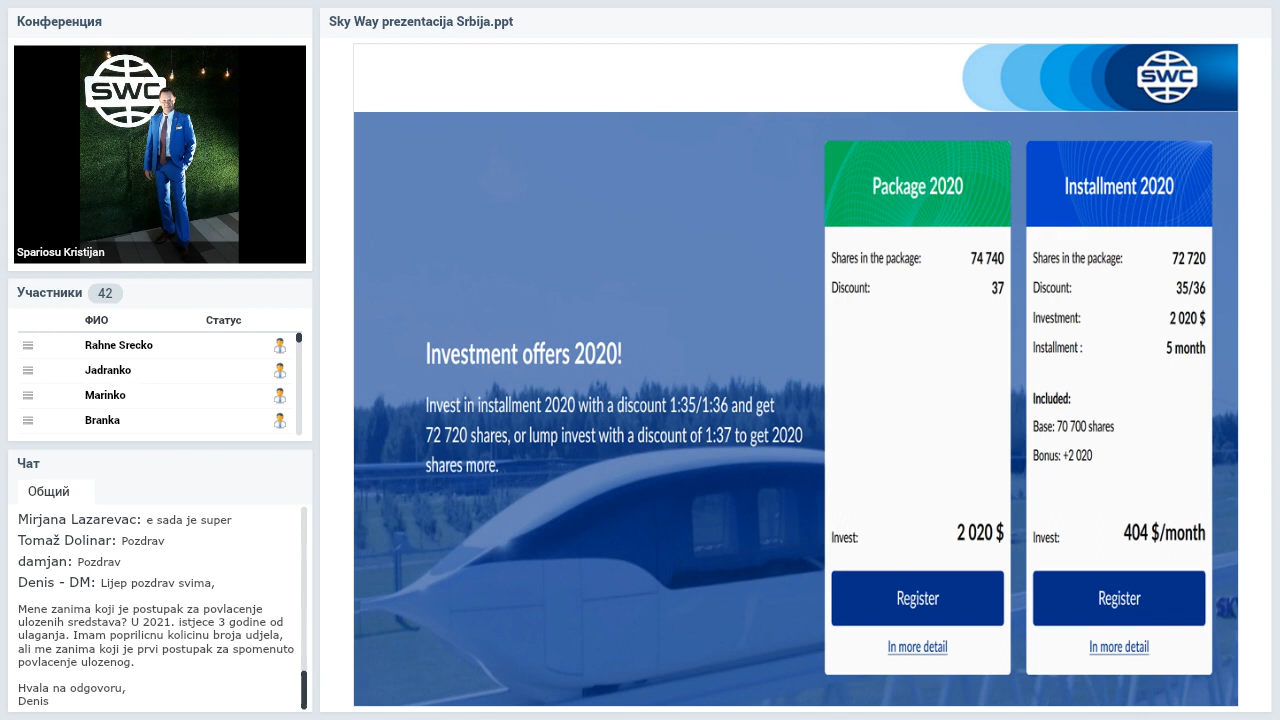 Конференция
SWC
Spariosu Kristijan
Участники 42
ФИО Статус
Rahne Srecko
Jadranko
Marinko
Branka
Чат
Общий
Mirjana Lazarevac: e sada je super
Tomaž Dolinar: Pozdrav
damjan: Pozdrav
Denis - DM: Lijep pozdrav svima,
Mene zanima koji je postupak za povlacenje
ulozenih sredstava? U 2021. istjece 3 godine od
ulaganja. Imam poprilicnu kolicinu broja udjela,
ali me zanima koji je prvi postupak za spomenuto
povlacenje ulozenog.
Hvala na odgovoru,
Denis
Sky Way prezentacija Srbija.ppt
SWC
Investment offers 2020!
Invest in installment 2020 with a discount 1:35/1:36 and get
72 720 shares, or lump invest with a discount of 1:37 to get 2020
shares more.
Package 2020
Shares in the package: 74 740
Discount: 37
Invest: 2 020 $
Register
In more detail
Installment 2020
Shares in the package: 72 720
Discount: 35/36
Investment: 2 020 $
Installment : 5 month
Included:
Base: 70 700 shares
Bonus: +2 020
Invest: 404 $/month
Register
In more detail